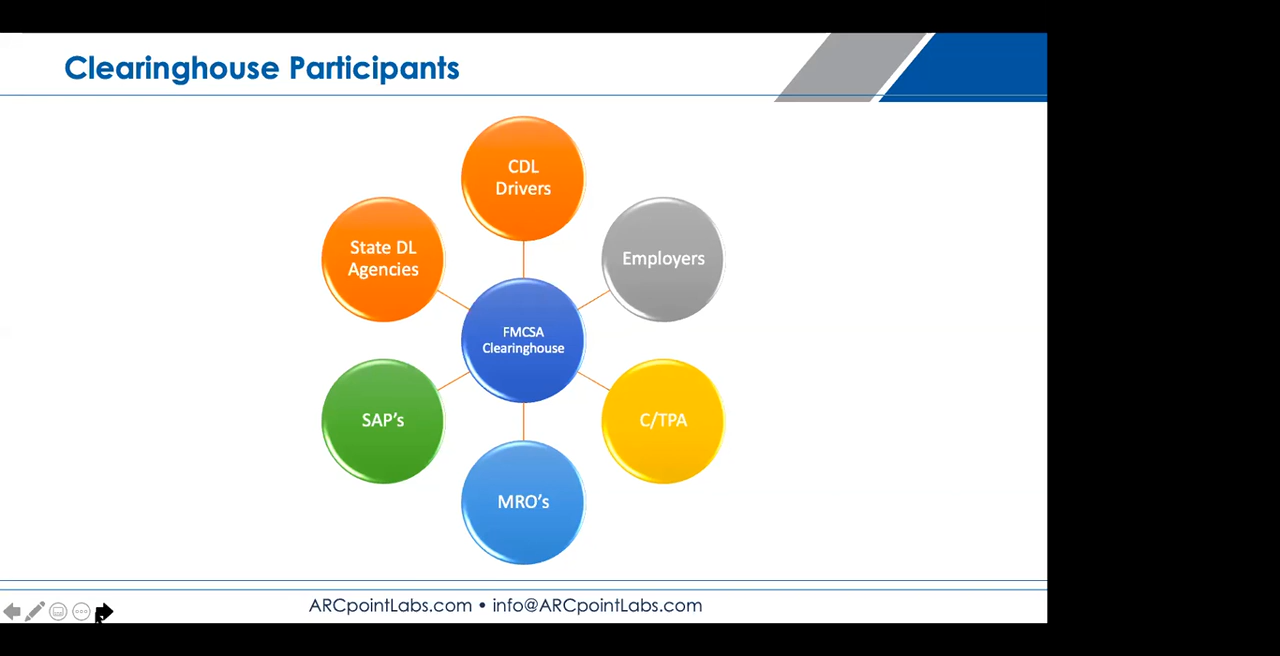 Clearinghouse Participants
CDL
Drivers
State DL
Agencies
Employers
FMCSA
Clearinghouse
SAP's
C/TPA
MRO's
ARCpointLabs.com • info@ARCpointLabs.com